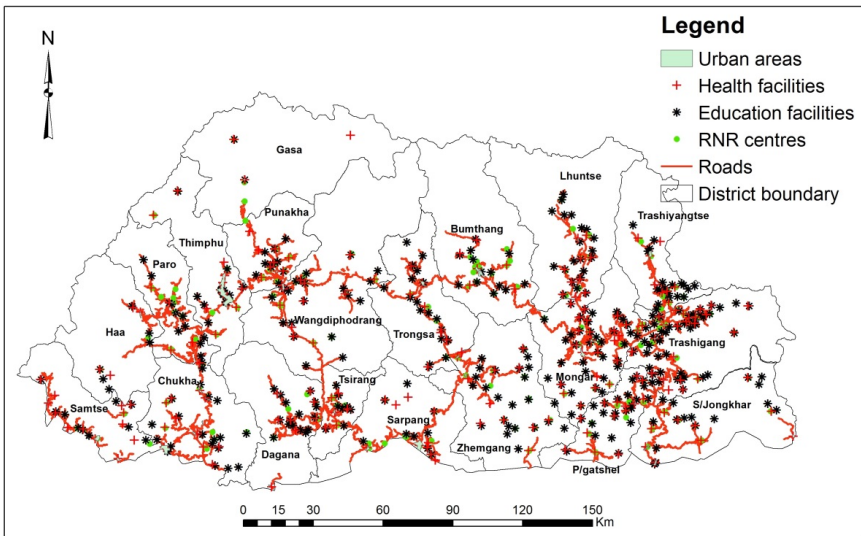 N
Legend
Urban areas
Health facilities
Education facilities
RNR centres
Roads
District boundary
Gasa
Lhuntse
Punakha
Trashiyangtse
Bumthang
Thimphu
Paro
Wangdiphodrang
Haa
Trongsa
Trashigang
Chukha
Tsirang
Mongar
Samtse
S/Jongkhar
Sarpang
Zhemgang
Dagana
P/gatshel
0 15 30 60 90 120 150
Km